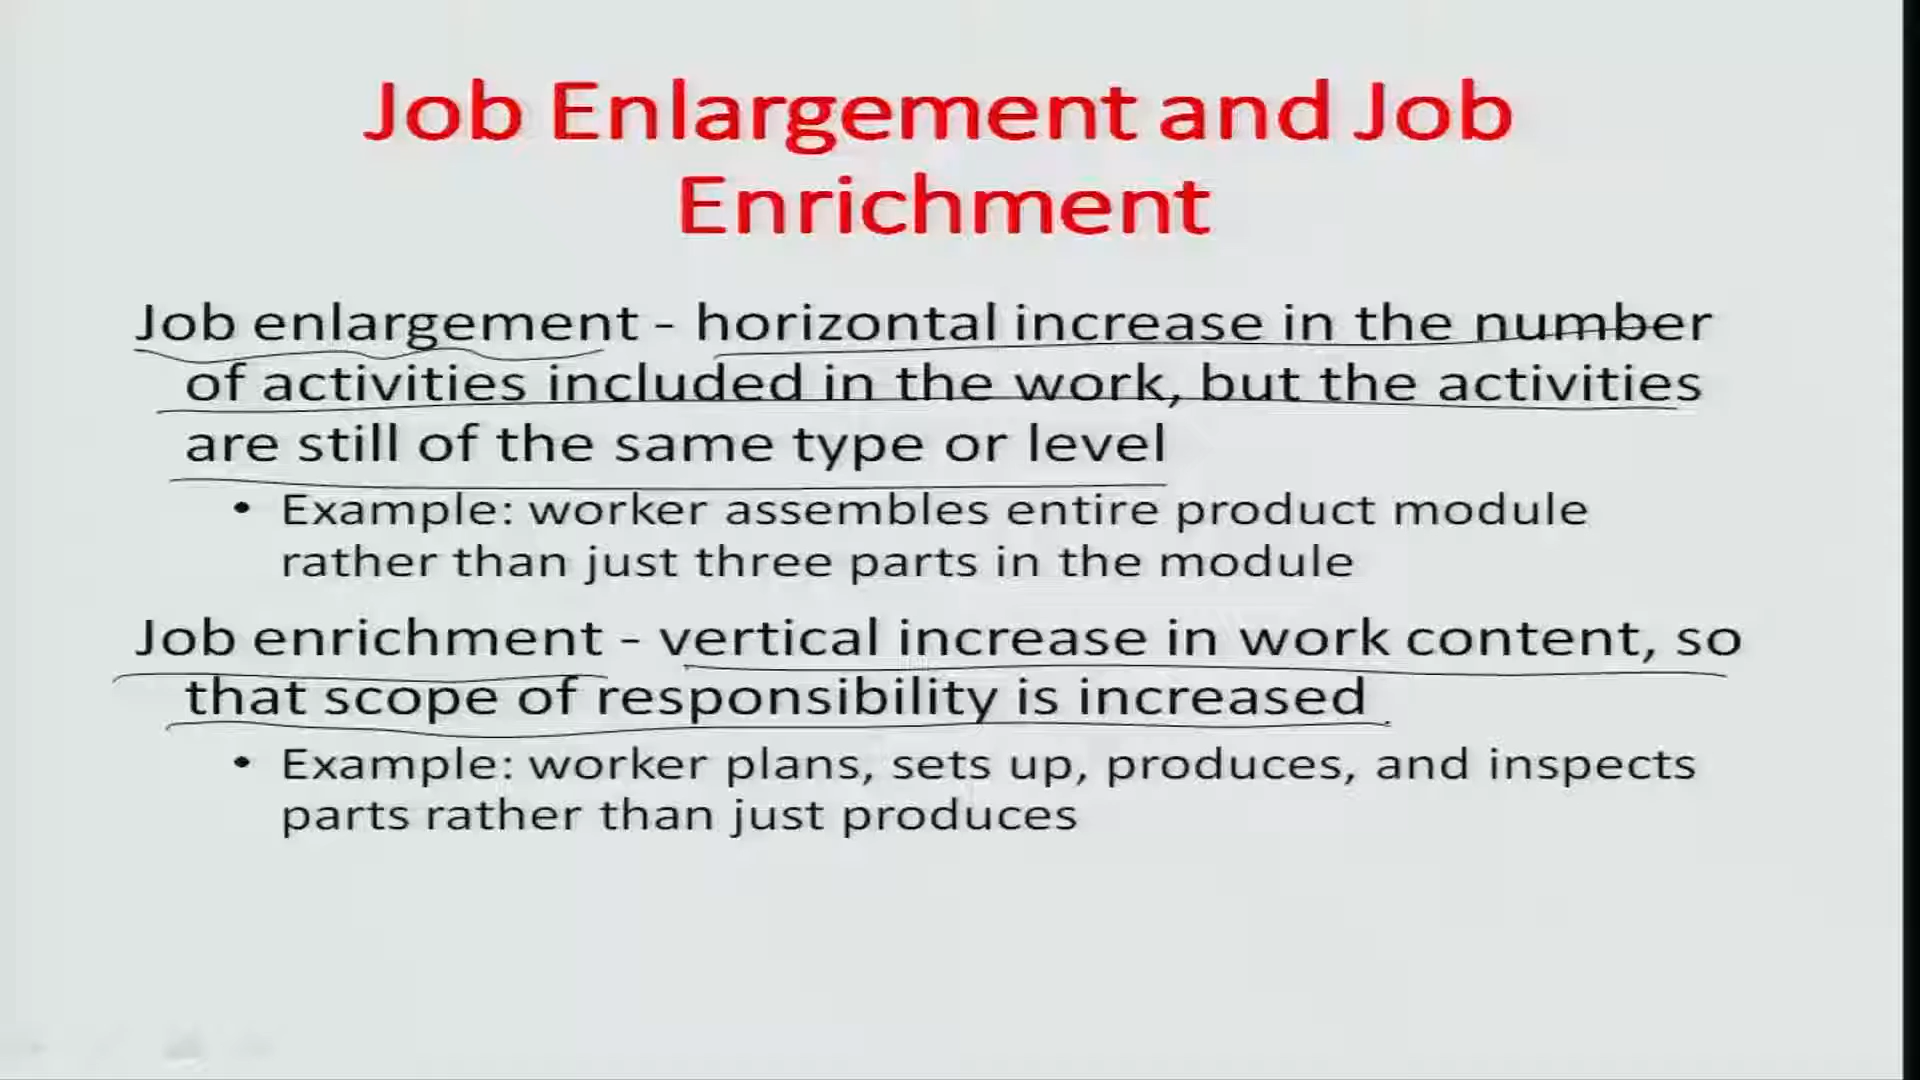 Job Enlargement and Job
Enrichment
Job enlargement - horizontal increase in the number
of activities included in the work, but the activities
are still of the same type or level
• Example: worker assembles entire product module
rather than just three parts in the module
Job enrichment - vertical increase in work content, so
that scope of responsibility is increased
• Example: worker plans, sets up, produces, and inspects
parts rather than just produces